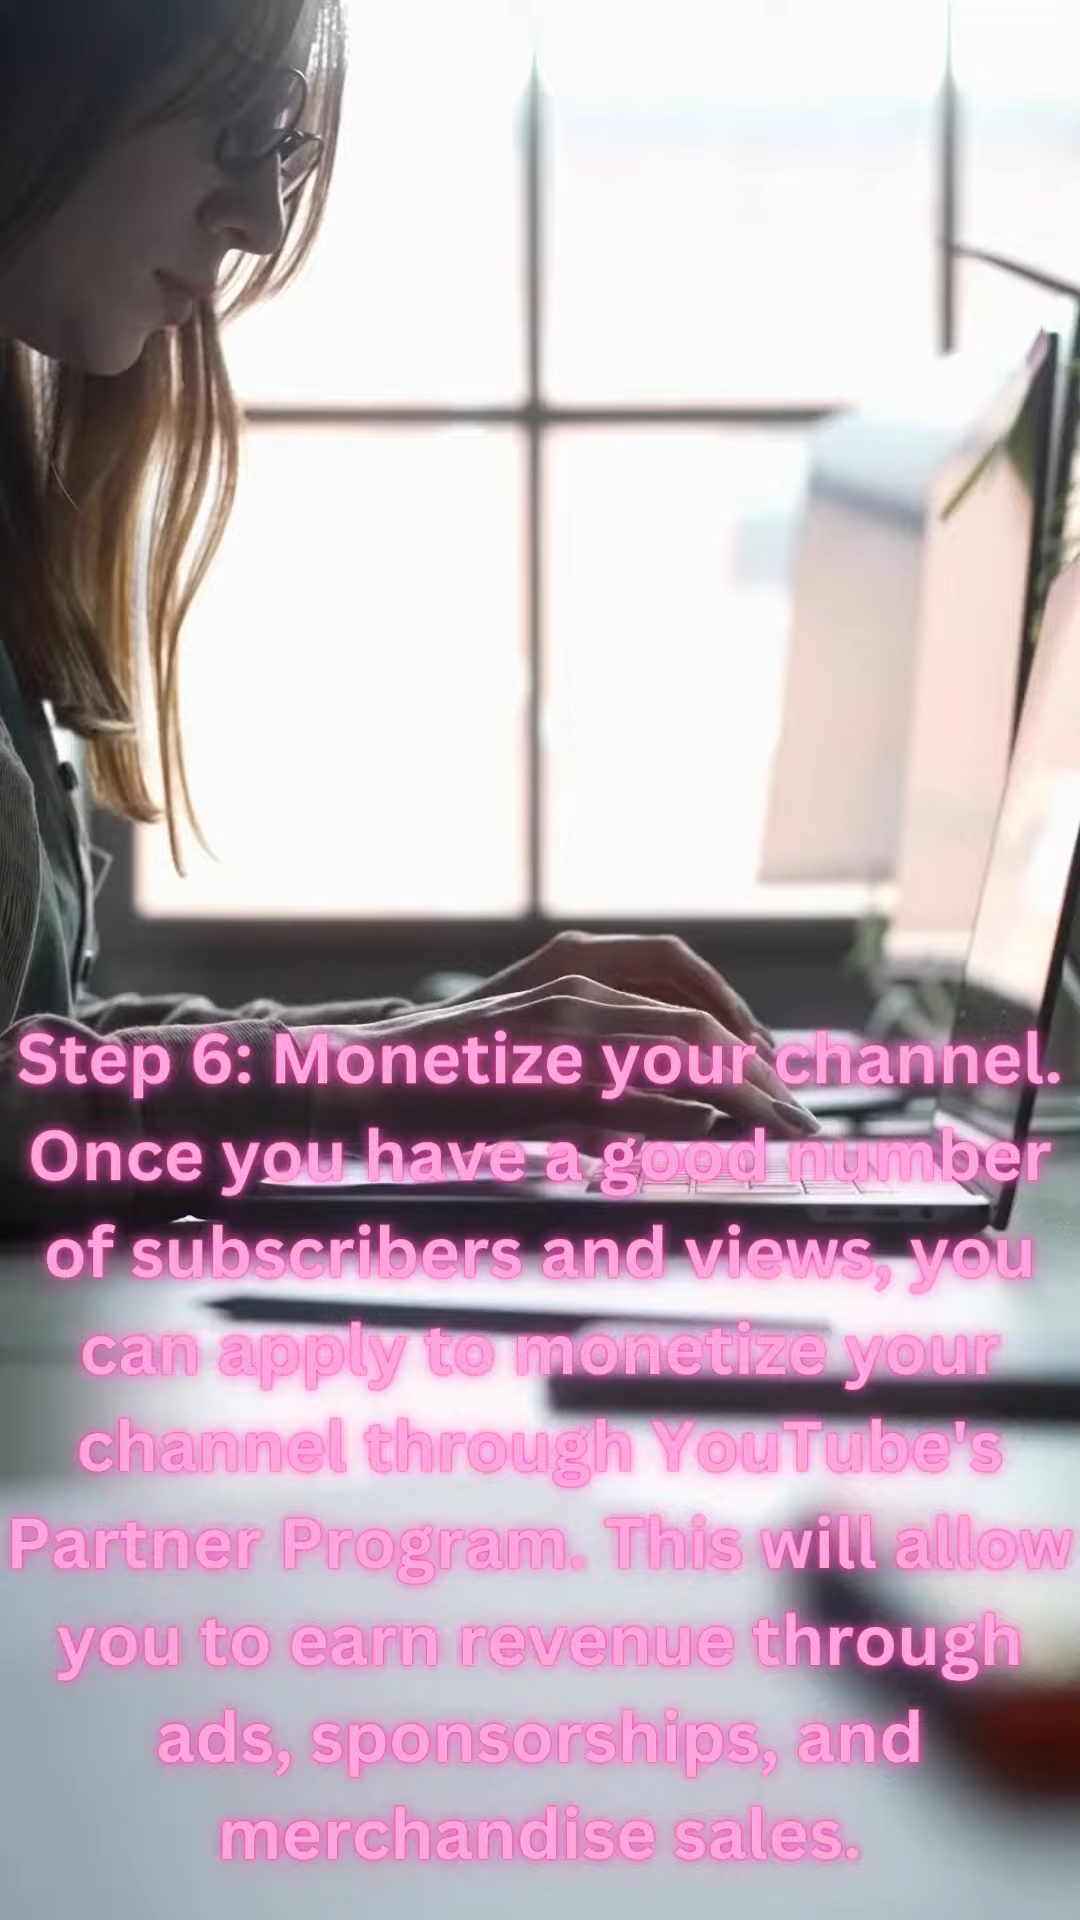 Step 6: Monetize your channel.
Once you have a good number
of subscribers and views, you
can apply to monetize your
channel through YouTube's
Partner Program. This will allow
you to earn revenue through
ads, sponsorships, and
merchandise sales.